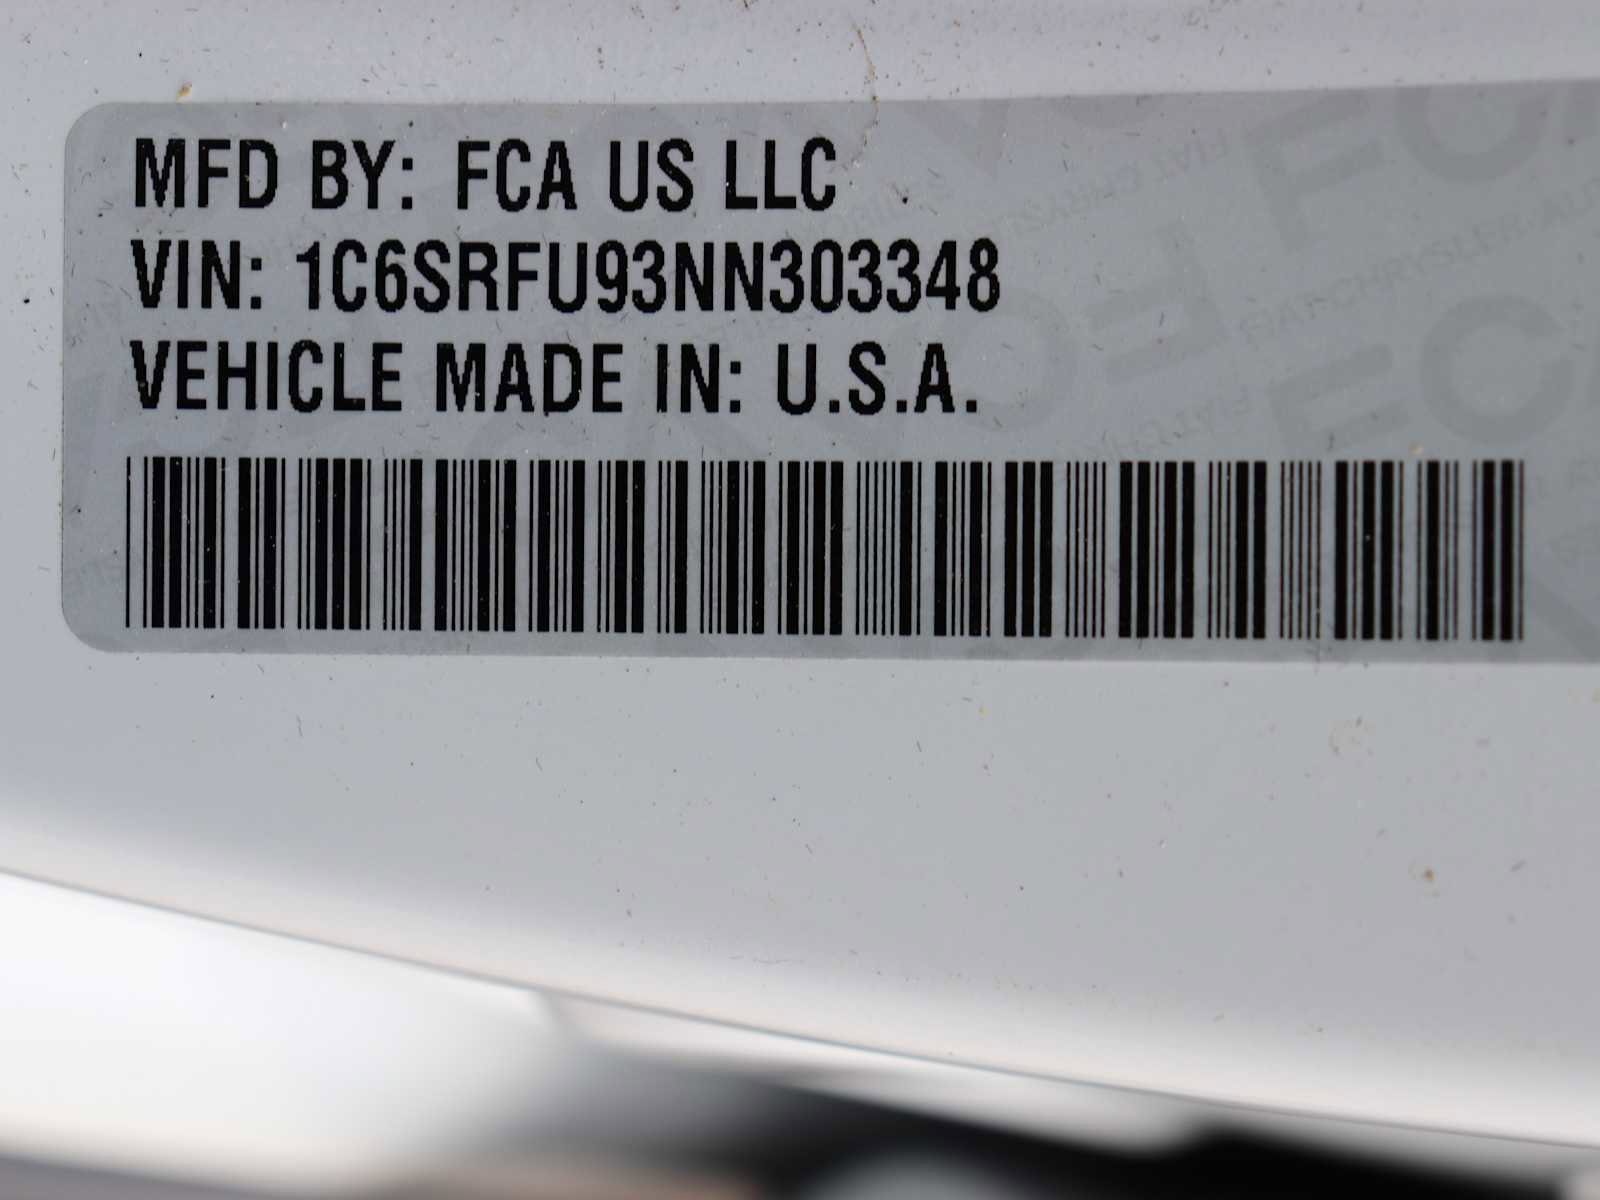 MFD BY: FCA US LLC
VIN: 1C6SRFU93NN303348
VEHICLE MADE IN: U.S.A.